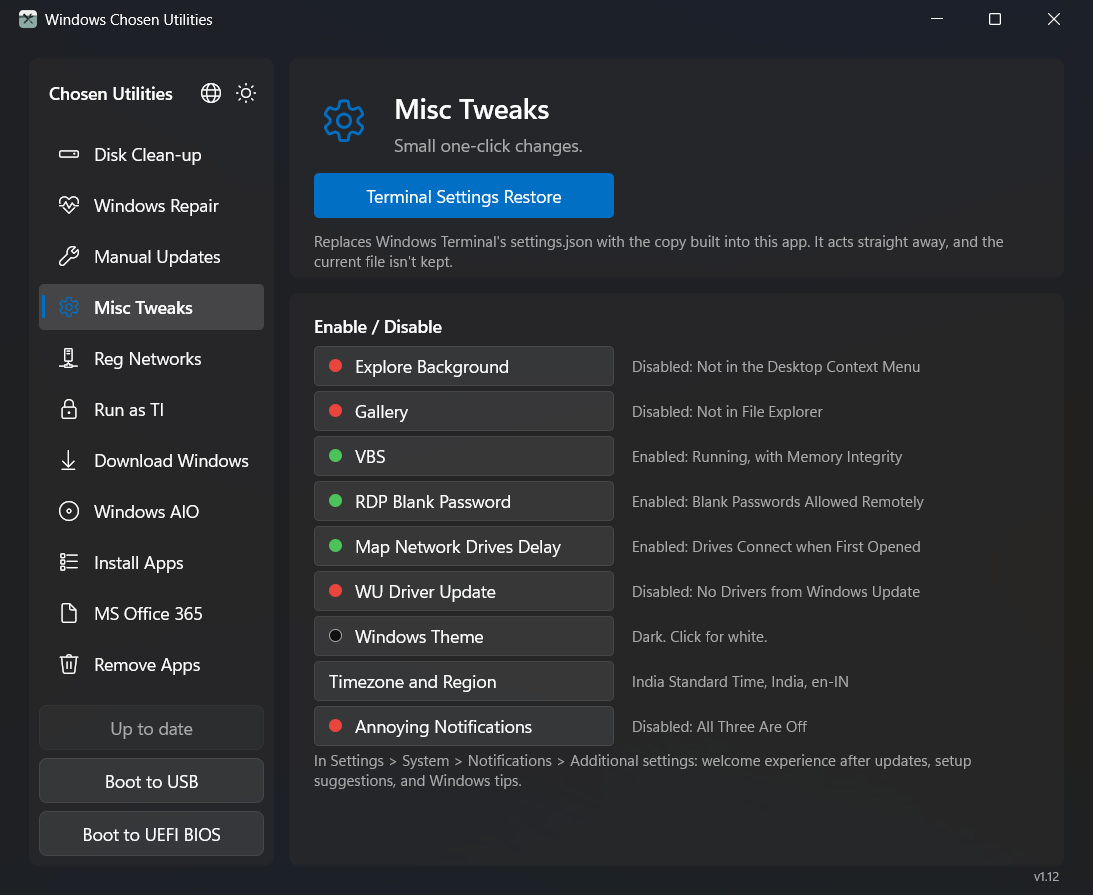 Windows Chosen Utilities
Chosen Utilities
Disk Clean-up
Windows Repair
Manual Updates
Misc Tweaks
Reg Networks
Run as TI
Download Windows
Windows AIO
Install Apps
MS Office 365
Remove Apps
Up to date
Boot to USB
Boot to UEFI BIOS
Misc Tweaks
Small one-click changes.
Terminal Settings Restore
Replaces Windows Terminal's settings.json with the copy built into this app. It acts straight away, and the
current file isn't kept.
Enable / Disable
Explore Background Disabled: Not in the Desktop Context Menu
Gallery Disabled: Not in File Explorer
VBS Enabled: Running, with Memory Integrity
RDP Blank Password Enabled: Blank Passwords Allowed Remotely
Map Network Drives Delay Enabled: Drives Connect when First Opened
WU Driver Update Disabled: No Drivers from Windows Update
Windows Theme Dark. Click for white.
Timezone and Region India Standard Time, India, en-IN
Annoying Notifications Disabled: All Three Are Off
In Settings > System > Notifications > Additional settings: welcome experience after updates, setup
suggestions, and Windows tips.
v1.12